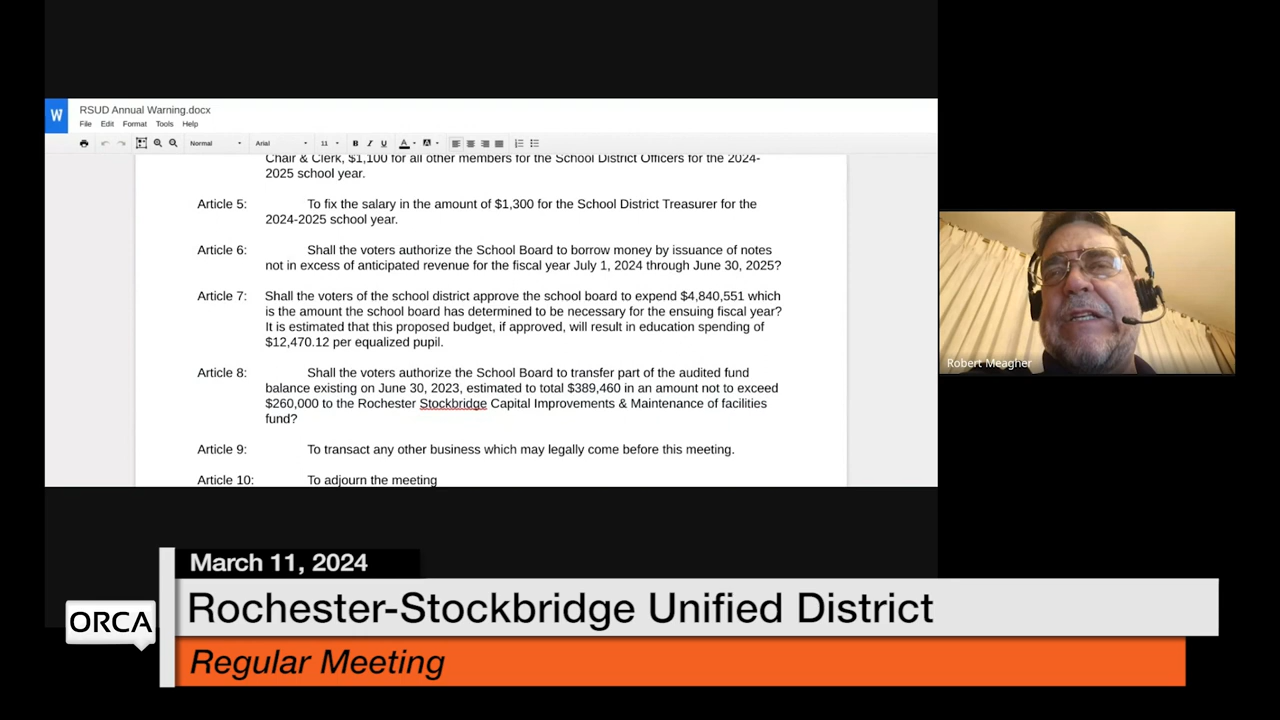 RSUD Annual Warning.docx
File Edit Format Tools Help
Normal Arial 11 B I U A A
Chair & Clerk, $1,100 for all other members for the School District Officers for the 2024-
2025 school year.
Article 5: To fix the salary in the amount of $1,300 for the School District Treasurer for the
2024-2025 school year.
Article 6: Shall the voters authorize the School Board to borrow money by issuance of notes
not in excess of anticipated revenue for the fiscal year July 1, 2024 through June 30, 2025?
Article 7: Shall the voters of the school district approve the school board to expend $4,840,551 which
is the amount the school board has determined to be necessary for the ensuing fiscal year?
It is estimated that this proposed budget, if approved, will result in education spending of
$12,470.12 per equalized pupil.
Article 8: Shall the voters authorize the School Board to transfer part of the audited fund
balance existing on June 30, 2023, estimated to total $389,460 in an amount not to exceed
$260,000 to the Rochester Stockbridge Capital Improvements & Maintenance of facilities
fund?
Article 9: To transact any other business which may legally come before this meeting.
Article 10: To adjourn the meeting
Robert Meagher
March 11, 2024
ORCA
Rochester-Stockbridge Unified District
Regular Meeting